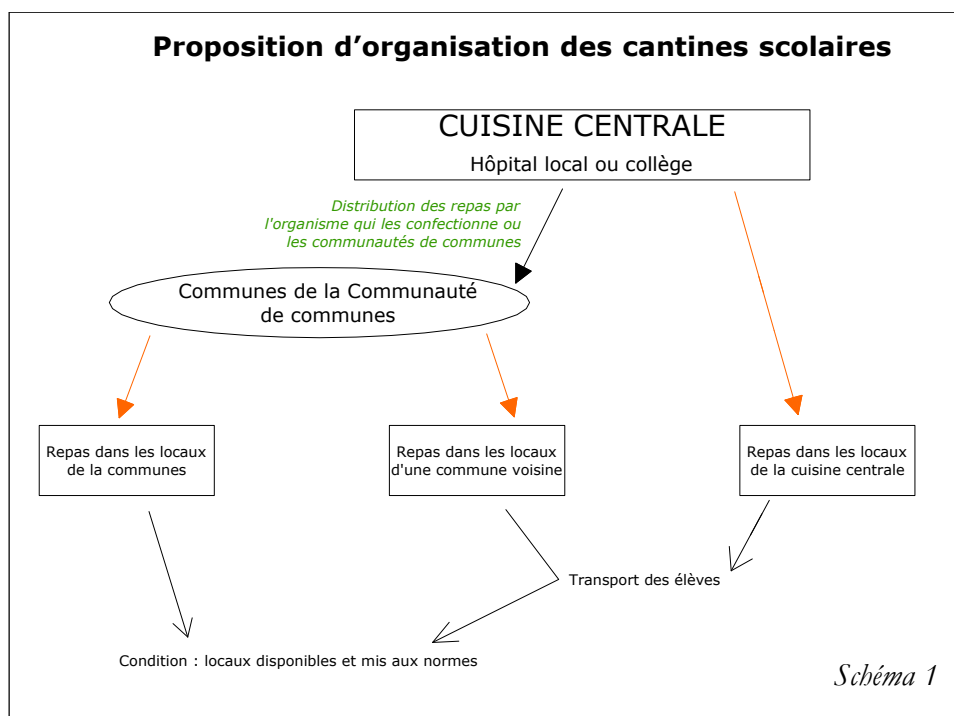 Proposition d’organisation des cantines scolaires
CUISINE CENTRALE
Hôpital local ou collège
Distribution des repas par
l'organisme qui les confectionne ou
les communautés de communes
Communes de la Communauté
de communes
Repas dans les locaux
de la communes
Repas dans les locaux
d'une commune voisine
Repas dans les locaux
de la cuisine centrale
Transport des élèves
Condition : locaux disponibles et mis aux normes
Schéma 1